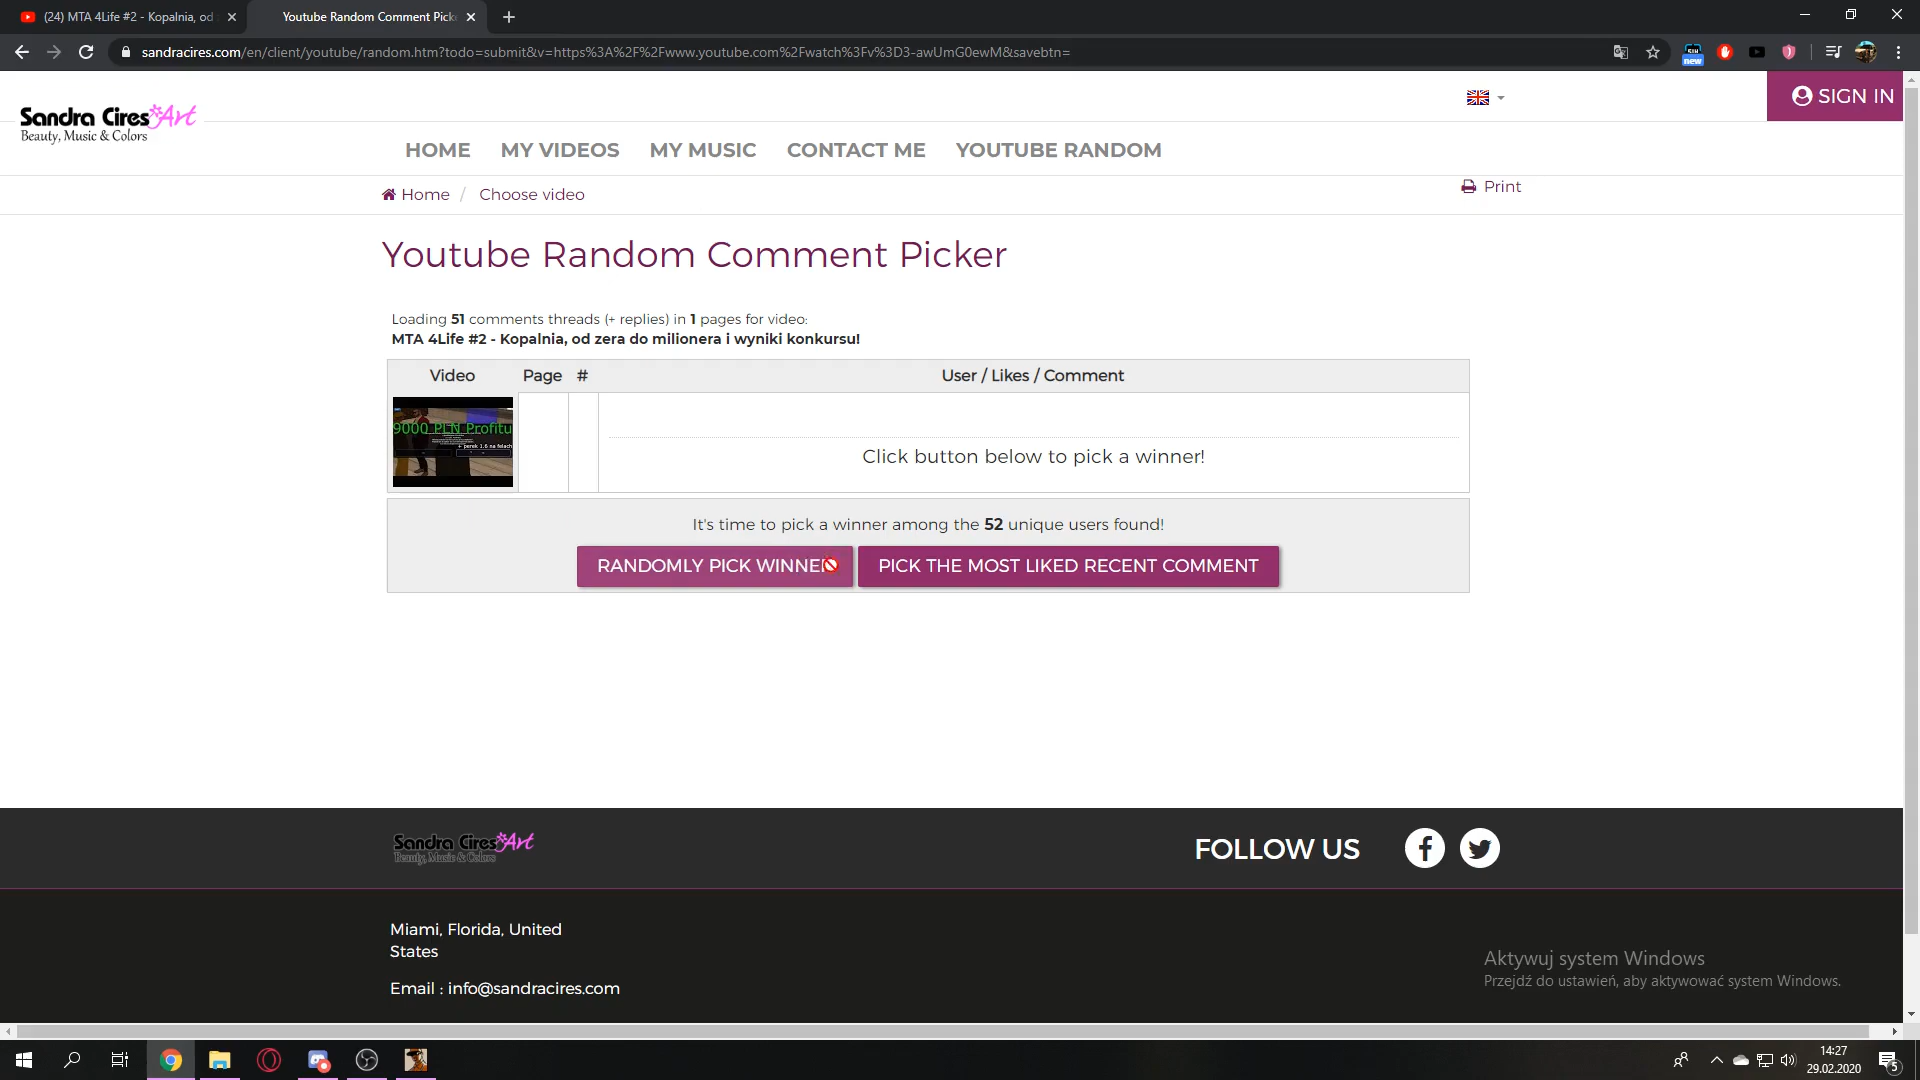 (24) MTA 4Life #2 - Kopalnia, od
Youtube Random Comment Pick
sandracires.com/en/client/youtube/random.htm?todo=submit&v=https%3A%2F%2Fwww.youtube.com%2Fwatch%3Fv%3D3-awUmG0ewM&savebtn=
new
Sandra Cires Art
Beauty, Music & Colors
SIGN IN
HOME MY VIDEOS MY MUSIC CONTACT ME YOUTUBE RANDOM
Home / Choose video
Print
Youtube Random Comment Picker
Loading 51 comments threads (+ replies) in 1 pages for video:
MTA 4Life #2 - Kopalnia, od zera do milionera i wyniki konkursu!
Video Page # User / Likes / Comment
9000 PLN Profitu
+ perek 1.6 na felach
Click button below to pick a winner!
It's time to pick a winner among the 52 unique users found!
RANDOMLY PICK WINNER PICK THE MOST LIKED RECENT COMMENT
Sandra Cires Art
Beauty, Music & Colors
FOLLOW US
Miami, Florida, United
States
Email : info@sandracires.com
Aktywuj system Windows
Przejdź do ustawień, aby aktywować system Windows.
14:27
29.02.2020
5